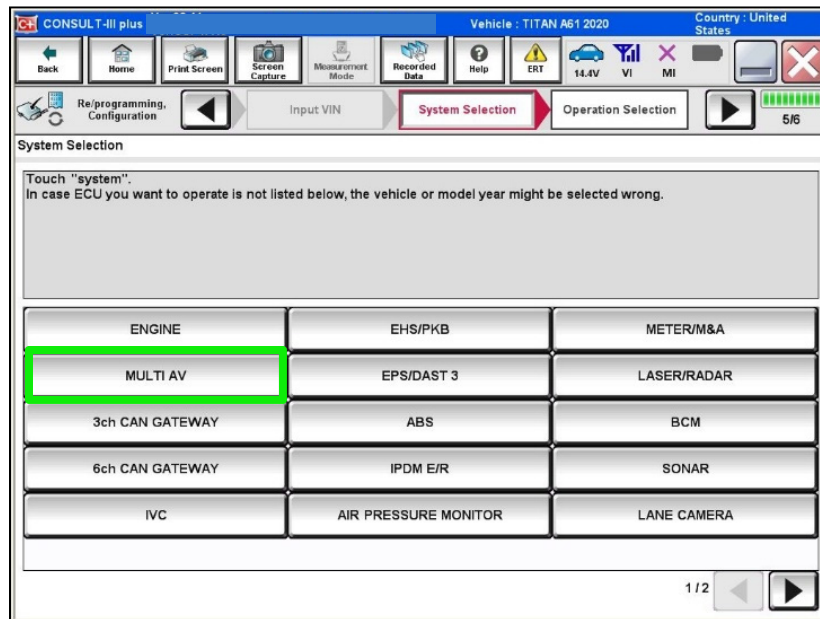 C+ CONSULT-III plus
Vehicle : TITAN A61 2020
Country : United
States
Back
Home
Print Screen
Screen
Capture
Measurement
Mode
Recorded
Data
Help
ERT
14.4V
VI
MI
Re/programming,
Configuration
Input VIN
System Selection
Operation Selection
5/6
System Selection
Touch "system".
In case ECU you want to operate is not listed below, the vehicle or model year might be selected wrong.
ENGINE
EHS/PKB
METER/M&A
MULTI AV
EPS/DAST 3
LASER/RADAR
3ch CAN GATEWAY
ABS
BCM
6ch CAN GATEWAY
IPDM E/R
SONAR
IVC
AIR PRESSURE MONITOR
LANE CAMERA
1/2